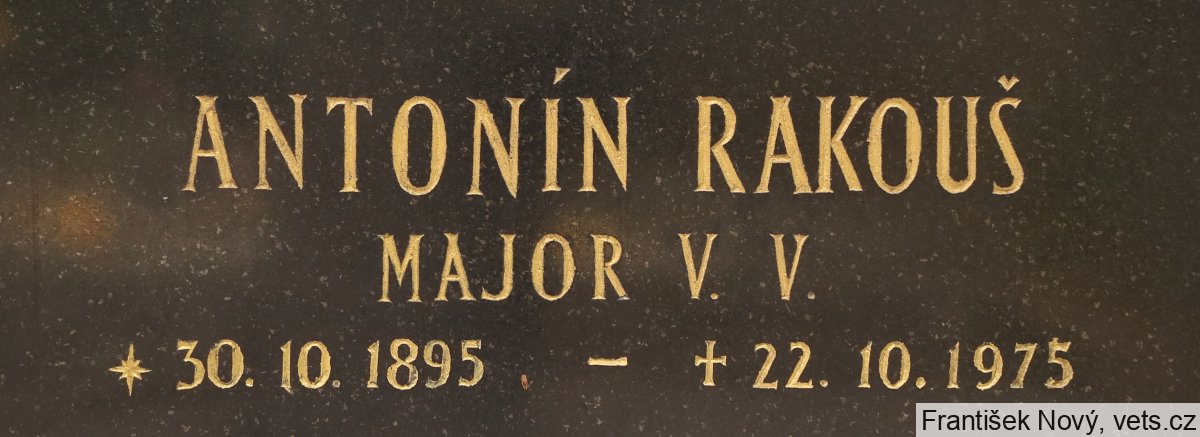 ANTONÍN RAKOUŠ
MAJOR V. V.
* 30. 10. 1895 – † 22. 10. 1975
František Nový, vets.cz